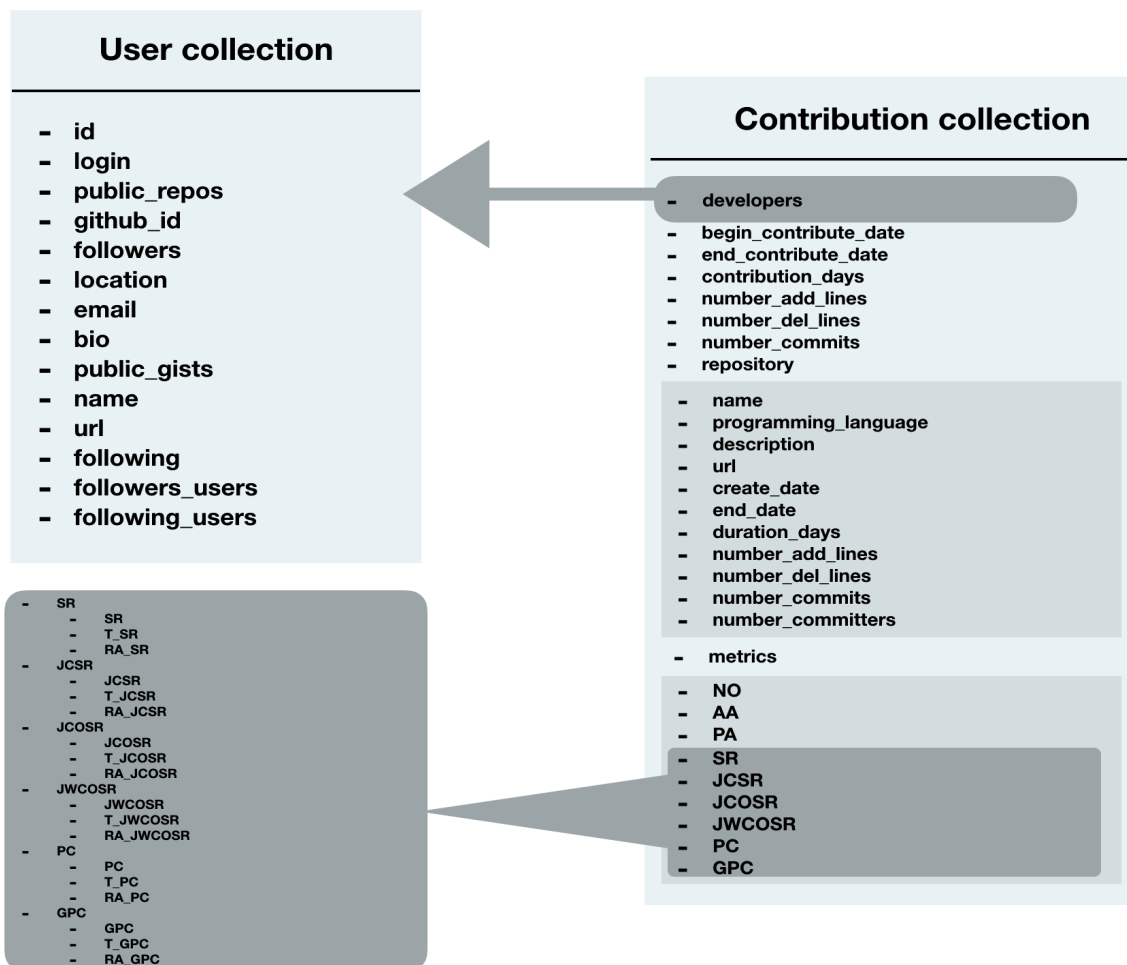 User collection
- id
- login
- public_repos
- github_id
- followers
- location
- email
- bio
- public_gists
- name
- url
- following
- followers_users
- following_users
Contribution collection
- developers
- begin_contribute_date
- end_contribute_date
- contribution_days
- number_add_lines
- number_del_lines
- number_commits
- repository
- name
- programming_language
- description
- url
- create_date
- end_date
- duration_days
- number_add_lines
- number_del_lines
- number_commits
- number_committers
- metrics
- NO
- AA
- PA
- SR
- JCSR
- JCOSR
- JWCOSR
- PC
- GPC
- SR
- SR
- T_SR
- RA_SR
- JCSR
- JCSR
- T_JCSR
- RA_JCSR
- JCOSR
- JCOSR
- T_JCOSR
- RA_JCOSR
- JWCOSR
- JWCOSR
- T_JWCOSR
- RA_JWCOSR
- PC
- PC
- T_PC
- RA_PC
- GPC
- GPC
- T_GPC
- RA_GPC